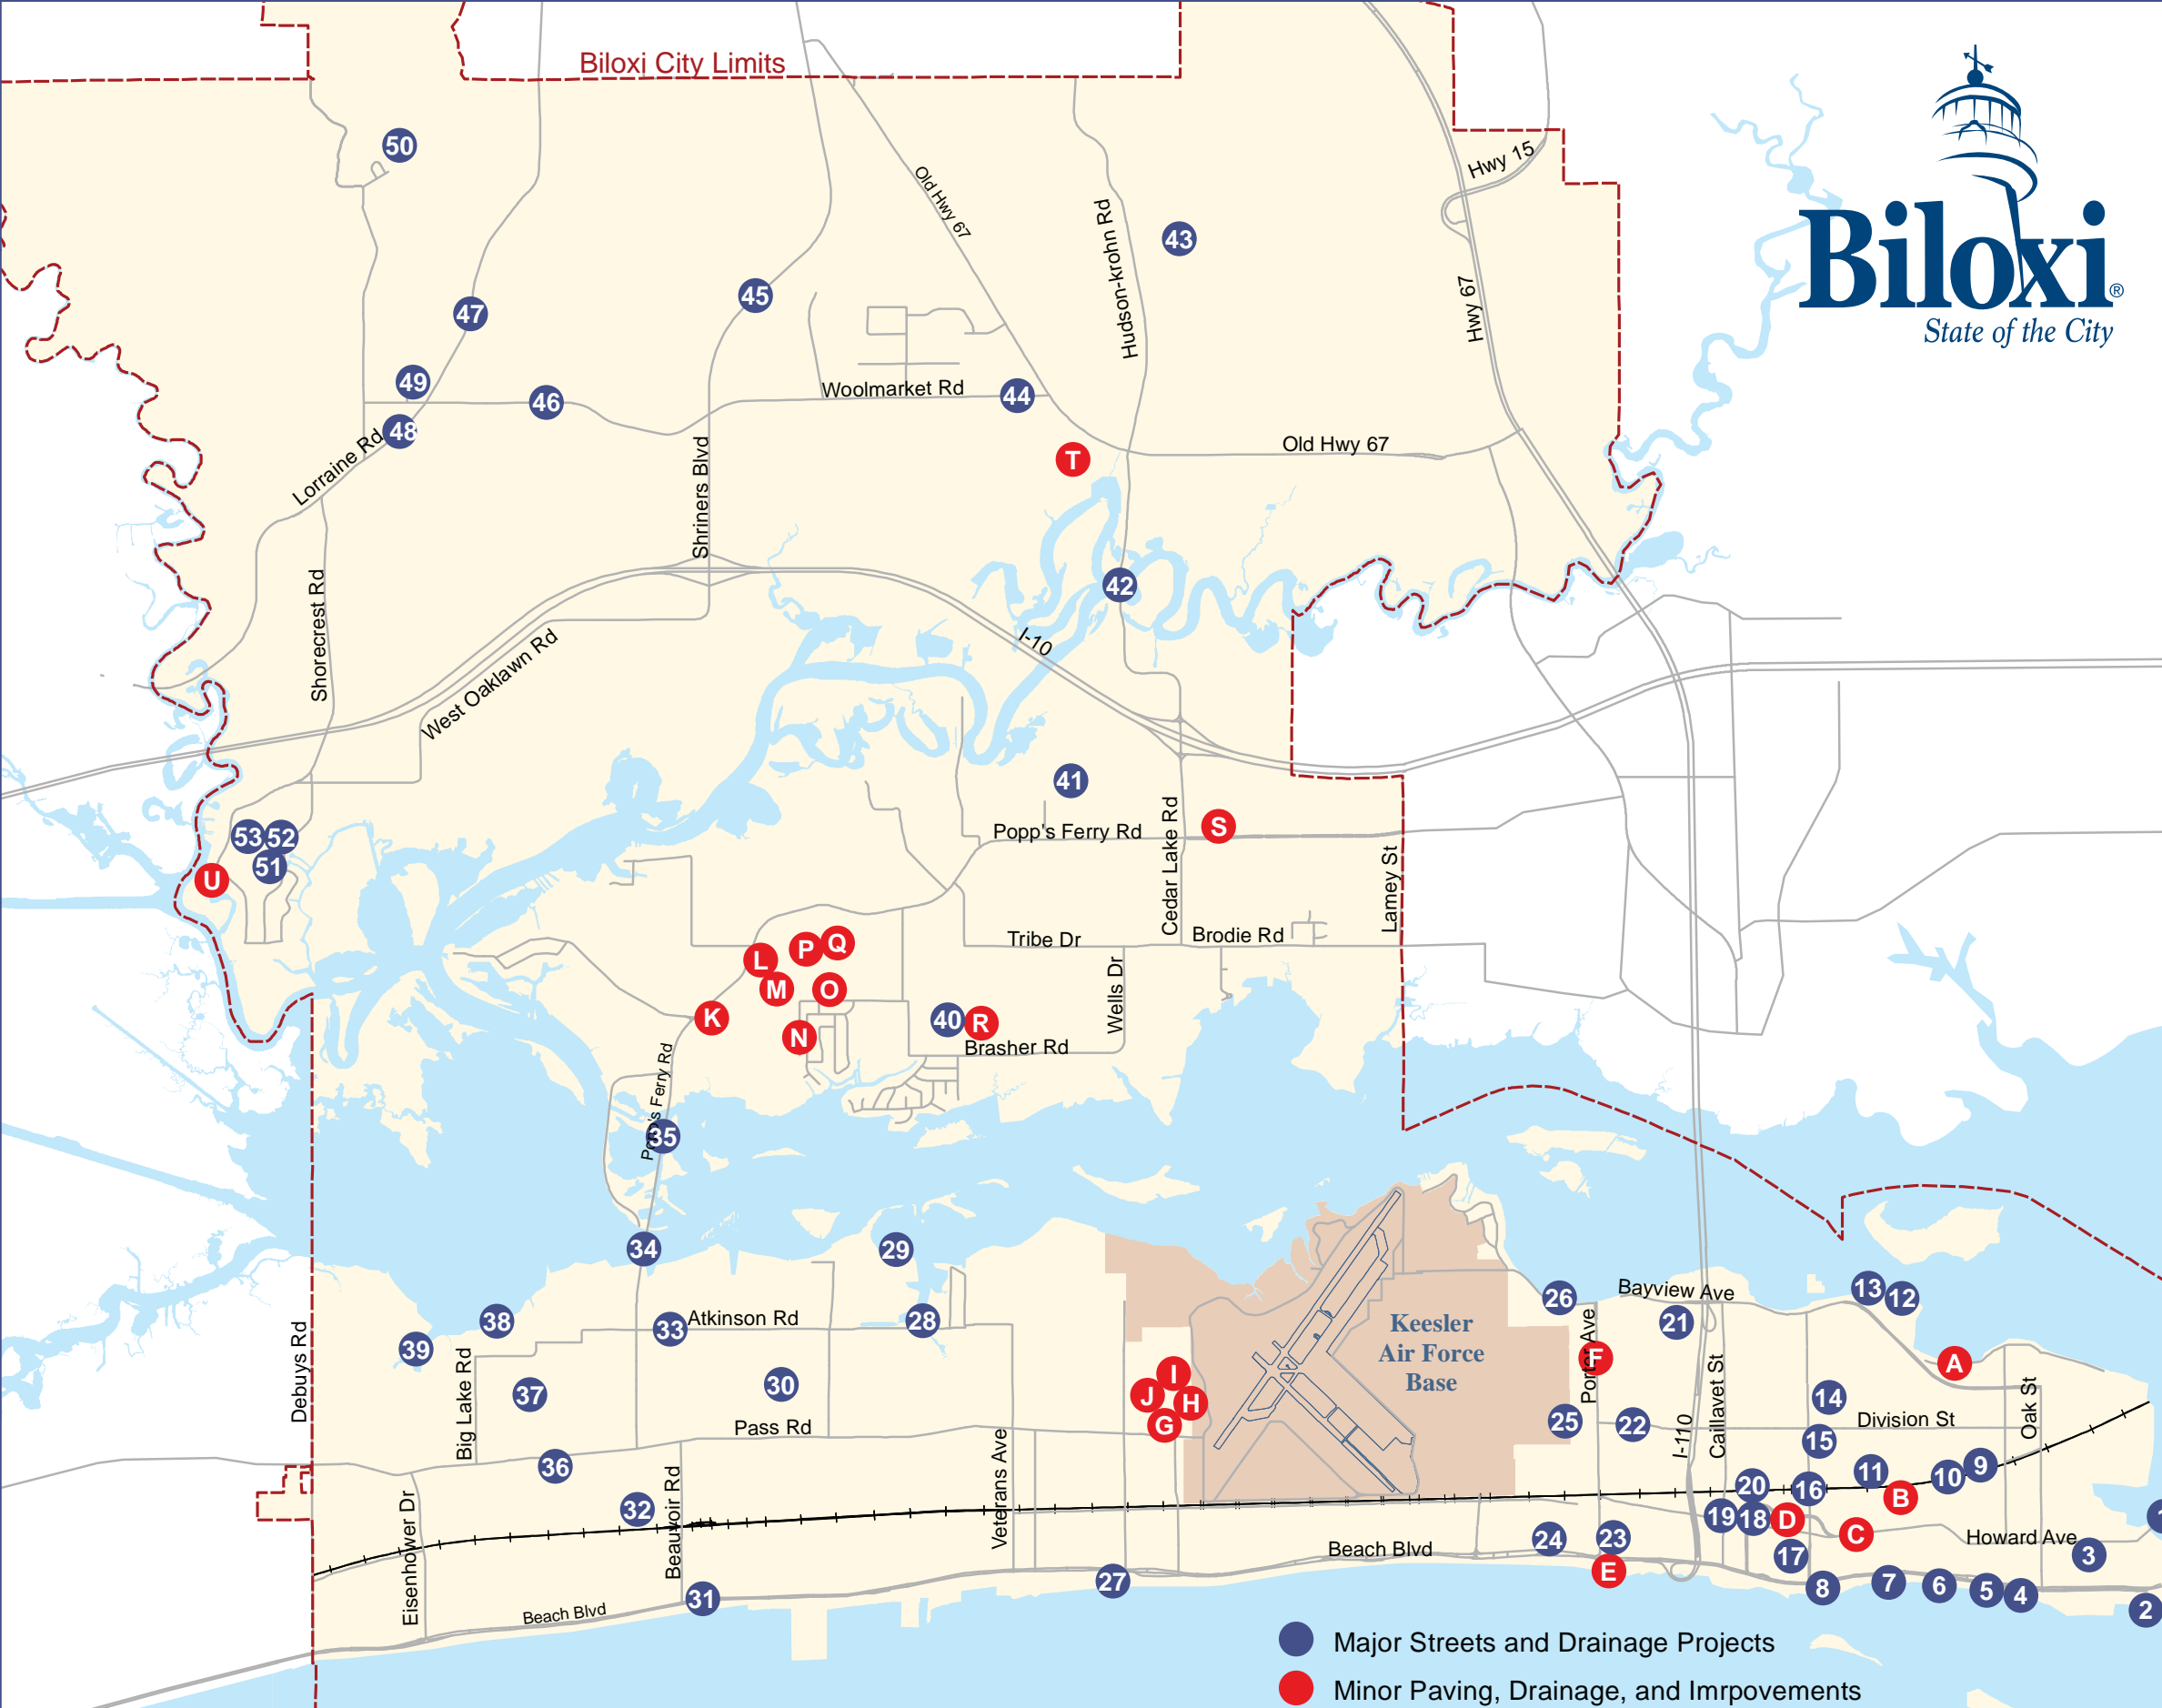 Biloxi City Limits
50
Hwy 15
Old Hwy 67
Hudson-krohn Rd
43
Biloxi®
State of the City
45
47
Hwy 67
49
46
Woolmarket Rd
44
48
Lorraine Rd
Shriners Blvd
T
Old Hwy 67
42
Shorecrest Rd
West Oaklawn Rd
I-10
41
S
53
52
51
U
Popp's Ferry Rd
Cedar Lake Rd
Lamey St
L
P
Q
M
O
K
N
Tribe Dr
Brodie Rd
40
R
Wells Dr
Brasher Rd
Popp's Ferry Rd
35
34
29
26
Bayview Ave
13
12
38
33
Atkinson Rd
28
21
39
Debuys Rd
Keesler
Air Force
Base
Porter Ave
F
A
Big Lake Rd
37
30
I
J
H
G
Caillavet St
14
Oak St
25
22
Division St
Pass Rd
I-110
15
36
Beauvoir Rd
Veterans Ave
20
16
11
10
9
B
32
Eisenhower Dr
19
18
D
C
1
24
23
Beach Blvd
Howard Ave
17
3
E
27
31
Beach Blvd
8
7
6
5
4
2
Major Streets and Drainage Projects
Minor Paving, Drainage, and Imrpovements